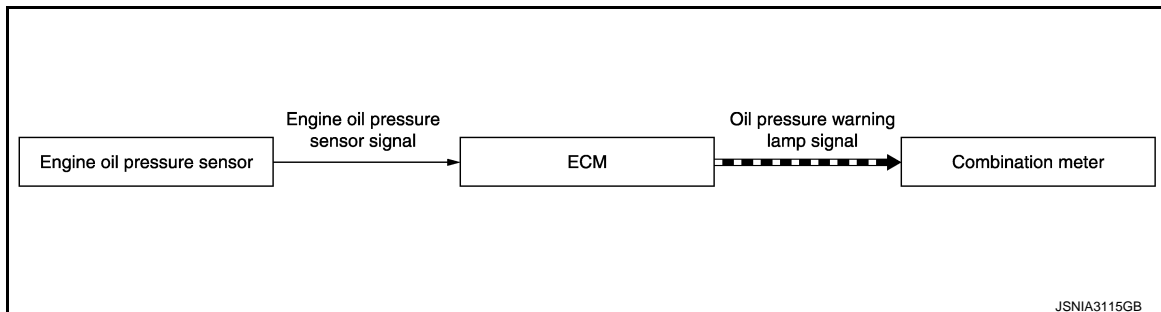 Engine oil pressure
sensor signal
Oil pressure warning
lamp signal
Engine oil pressure sensor
ECM
Combination meter
JSNIA3115GB